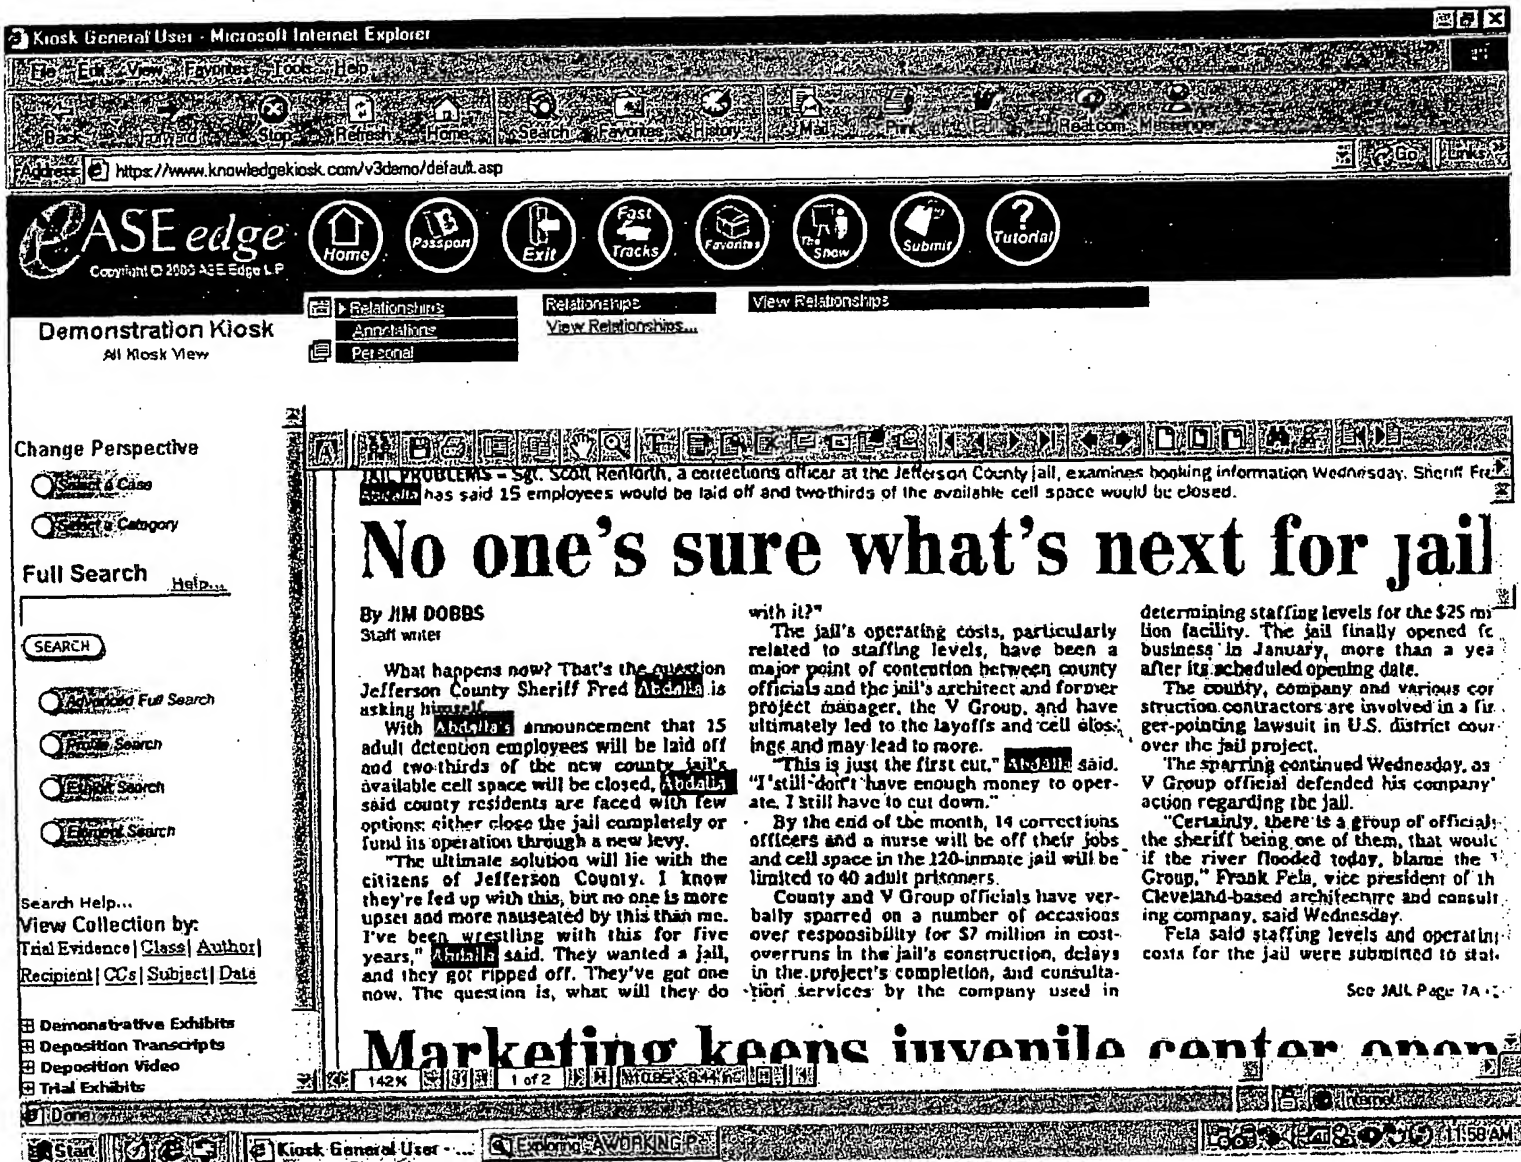 Kiosk General User - Microsoft Internet Explorer
File Edit View Favorites Tools Help
Back Forward Stop Refresh Home Search Favorites History Mail Print Edit Real.com Messenger
Address https://www.knowledgekiosk.com/v3demo/default.asp Go Links
ASE edge
Copyright © 2000 ASE Edge L.P.
Home Passport Exit Fast Tracks Favorites The Show Submit Tutorial
Relationships Relationships View Relationships
Annotations View Relationships...
Personal
Demonstration Kiosk
All Kiosk View
Change Perspective
Select a Case
Select a Category
Full Search Help...
SEARCH
Advanced Full Search
Profile Search
Exhibit Search
Element Search
Search Help...
View Collection by:
Trial Evidence| Class| Author|
Recipient| CCs| Subject| Date
Demonstrative Exhibits
Deposition Transcripts
Deposition Video
Trial Exhibits
JAIL PROBLEMS – Sgt. Scott Renforth, a corrections officer at the Jefferson County jail, examines booking information Wednesday. Sheriff Fre
Abdalla has said 15 employees would be laid off and two-thirds of the available cell space would be closed.
No one's sure what's next for jail
By JIM DOBBS
Staff writer
What happens now? That's the question
Jefferson County Sheriff Fred Abdalla is
asking himself.
With Abdalla's announcement that 15
adult detention employees will be laid off
and two-thirds of the new county jail's
available cell space will be closed, Abdalla
said county residents are faced with few
options: either close the jail completely or
fund its operation through a new levy.
"The ultimate solution will lie with the
citizens of Jefferson County. I know
they're fed up with this, but no one is more
upset and more nauseated by this than me.
I've been wrestling with this for five
years," Abdalla said. They wanted a jail,
and they got ripped off. They've got one
now. The question is, what will they do
with it?"
The jail's operating costs, particularly
related to staffing levels, have been a
major point of contention between county
officials and the jail's architect and former
project manager, the V Group, and have
ultimately led to the layoffs and cell clos-
ings and may lead to more.
"This is just the first cut," Abdalla said.
"I still don't have enough money to oper-
ate. I still have to cut down."
By the end of the month, 14 corrections
officers and a nurse will be off their jobs
and cell space in the 120-inmate jail will be
limited to 40 adult prisoners.
County and V Group officials have ver-
bally sparred on a number of occasions
over responsibility for $7 million in cost-
overruns in the jail's construction, delays
in the project's completion, and consulta-
tion services by the company used in
determining staffing levels for the $25 mi
lion facility. The jail finally opened fc
business in January, more than a yea
after its scheduled opening date.
The county, company and various cor
struction contractors are involved in a fir
ger-pointing lawsuit in U.S. district cour
over the jail project.
The sparring continued Wednesday, as
V Group official defended his company'
action regarding the jail.
"Certainly, there is a group of officials
the sheriff being one of them, that would
if the river flooded today, blame the V
Group," Frank Fela, vice president of th
Cleveland-based architecture and consult
ing company, said Wednesday.
Fela said staffing levels and operating
costs for the jail were submitted to stat
See JAIL Page 7A
Marketing keeps juvenile center open
142% 1 of 2
Done Internet
Start Kiosk General User - ... Exploring 11:58 AM